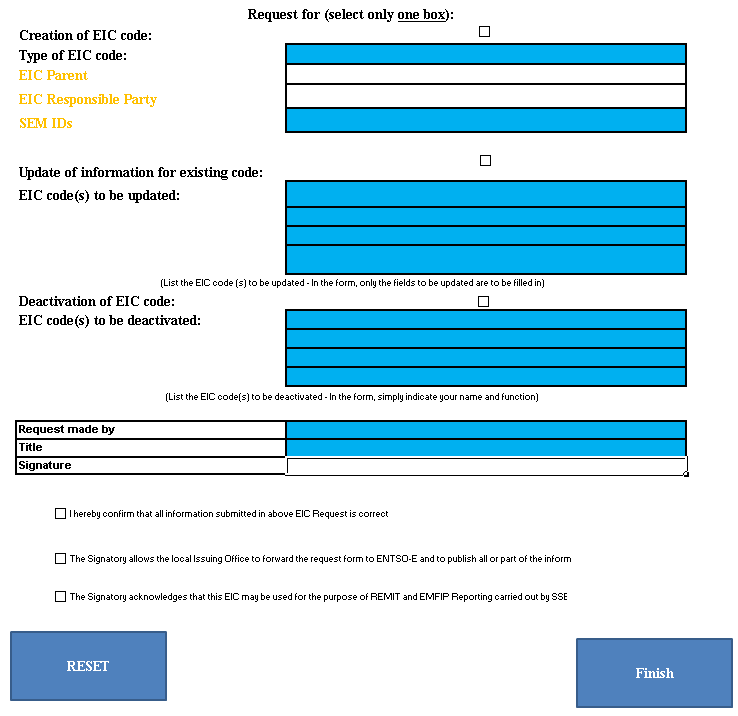 Request for (select only one box):
Creation of EIC code:
Type of EIC code:
EIC Parent
EIC Responsible Party
SEM IDs
Update of information for existing code:
EIC code(s) to be updated:
(List the EIC code (s) to be updated - In the form, only the fields to be updated are to be filled in)
Deactivation of EIC code:
EIC code(s) to be deactivated:
(List the EIC code(s) to be deactivated - In the form, simply indicate your name and function)
Request made by
Title
Signature
I hereby confirm that all information submitted in above EIC Request is correct
The Signatory allows the local Issuing Office to forward the request form to ENTSO-E and to publish all or part of the inform
The Signatory acknowledges that this EIC may be used for the purpose of REMIT and EMFIP Reporting carried out by SSE
RESET
Finish